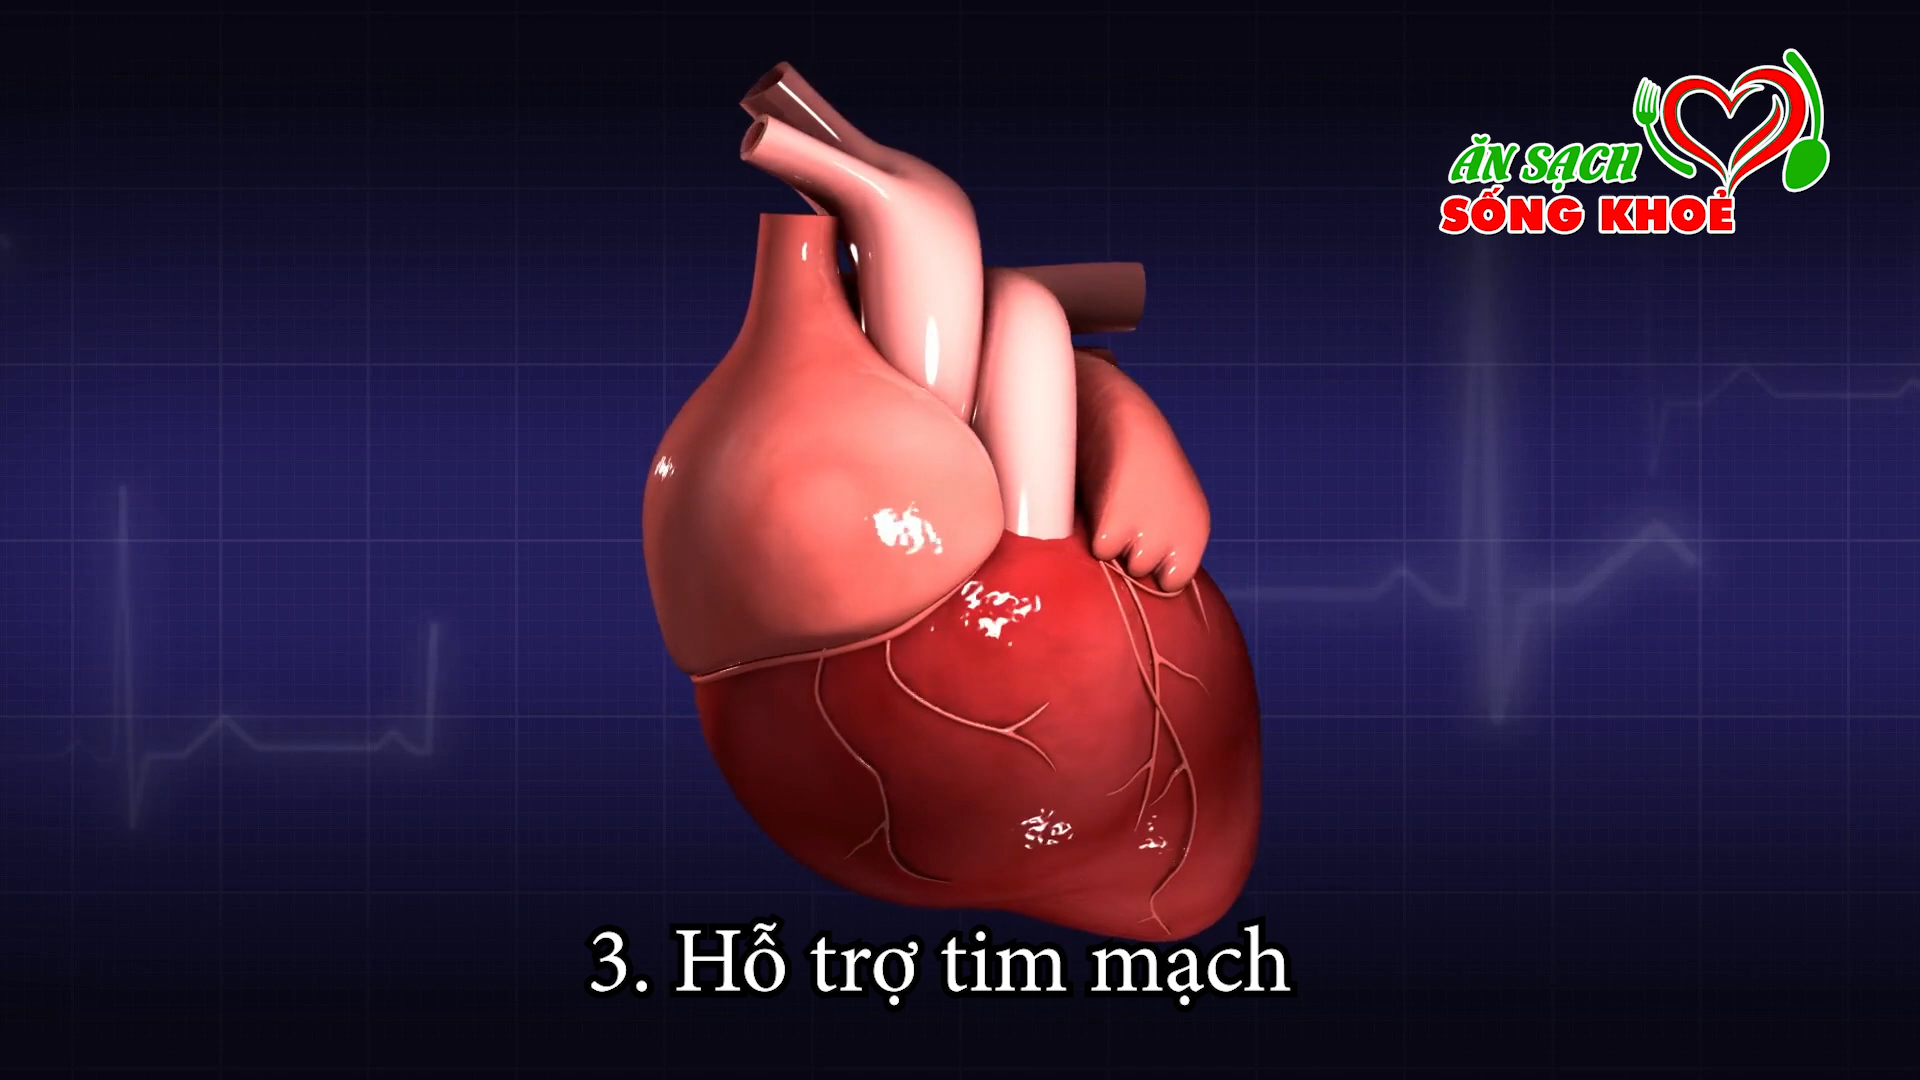 ĂN SẠCH
SỐNG KHOẺ
3. Hỗ trợ tim mạch